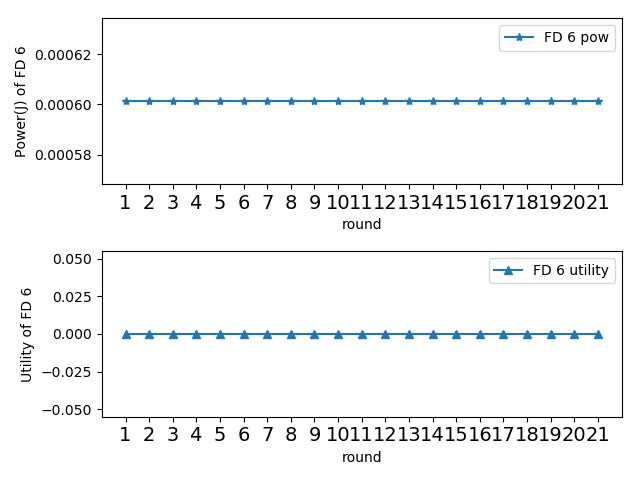 FD 6 pow
Power(J) of FD 6
0.00062
0.00060
0.00058
1 2 3 4 5 6 7 8 9 10 11 12 13 14 15 16 17 18 19 20 21
round
FD 6 utility
Utility of FD 6
0.050
0.025
0.000
−0.025
−0.050
1 2 3 4 5 6 7 8 9 10 11 12 13 14 15 16 17 18 19 20 21
round